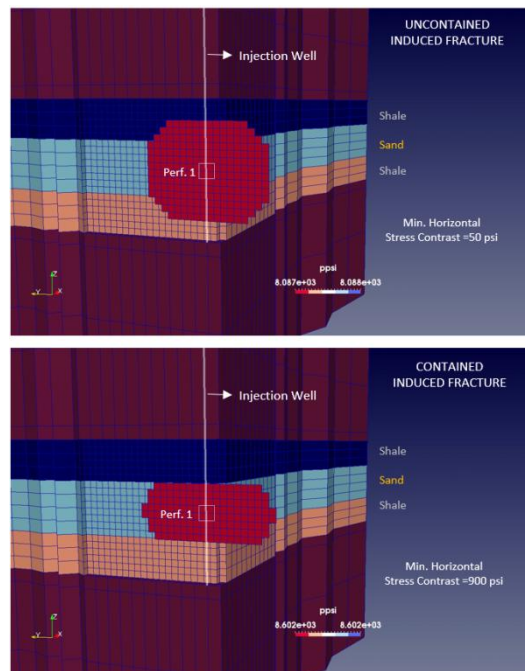 UNCONTAINED
INDUCED FRACTURE
Injection Well
Shale
Sand
Perf. 1
Shale
Min. Horizontal
Stress Contrast =50 psi
ppsi
8.087e+03 8.088e+03
Z
Y X
CONTAINED
INDUCED FRACTURE
Injection Well
Shale
Sand
Shale
Perf. 1
Min. Horizontal
Stress Contrast =900 psi
ppsi
8.602e+03 8.602e+03
Z
Y X